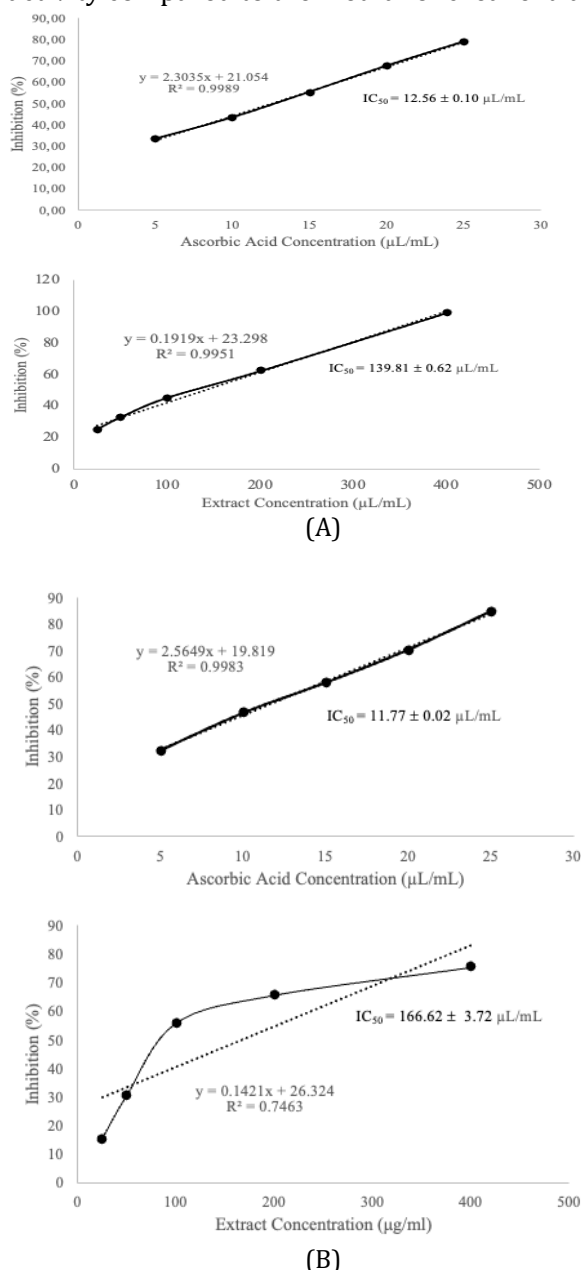 90,00
80,00
70,00
60,00
50,00
40,00
30,00
20,00
10,00
0,00
Inhibition (%)
y = 2.3035x + 21.054
R² = 0.9989
IC₅₀ = 12.56 ± 0.10 µL/mL
0 5 10 15 20 25 30
Ascorbic Acid Concentration (µL/mL)
120
100
80
60
40
20
0
Inhibition (%)
y = 0.1919x + 23.298
R² = 0.9951
IC₅₀ = 139.81 ± 0.62 µL/mL
0 100 200 300 400 500
Extract Concentration (µL/mL)
(A)
90
80
70
60
50
40
30
20
10
0
Inhibition (%)
y = 2.5649x + 19.819
R² = 0.9983
IC₅₀ = 11.77 ± 0.02 µL/mL
0 5 10 15 20 25 30
Ascorbic Acid Concentration (µL/mL)
90
80
70
60
50
40
30
20
10
0
Inhibition (%)
IC₅₀ = 166.62 ± 3.72 µL/mL
y = 0.1421x + 26.324
R² = 0.7463
0 100 200 300 400 500
Extract Concentration (µg/ml)
(B)